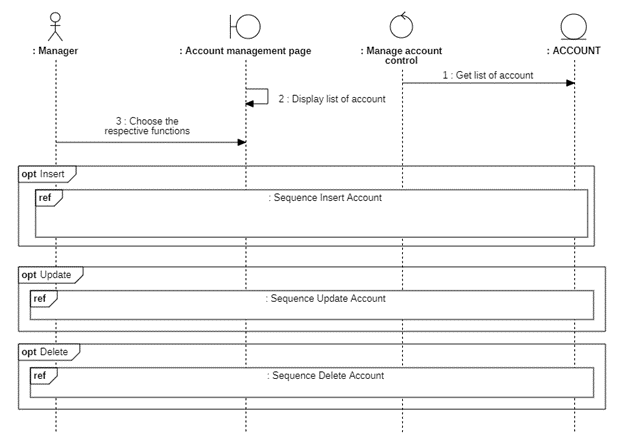 : Manager
: Account management page
: Manage account
control
: ACCOUNT
1 : Get list of account
2 : Display list of account
3 : Choose the
respective functions
opt Insert
ref
: Sequence Insert Account
opt Update
ref
: Sequence Update Account
opt Delete
ref
: Sequence Delete Account